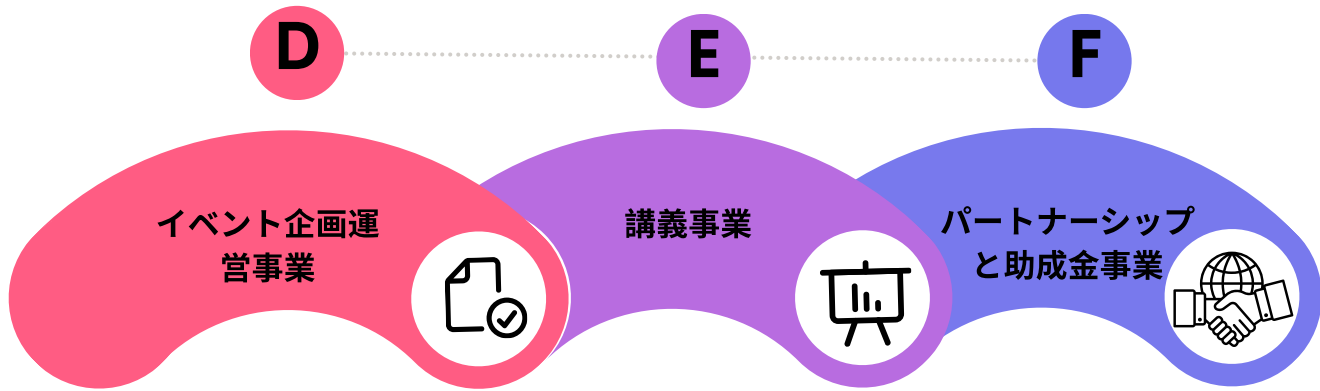 D
E
F
イベント企画運
営事業
講義事業
パートナーシップ
と助成金事業